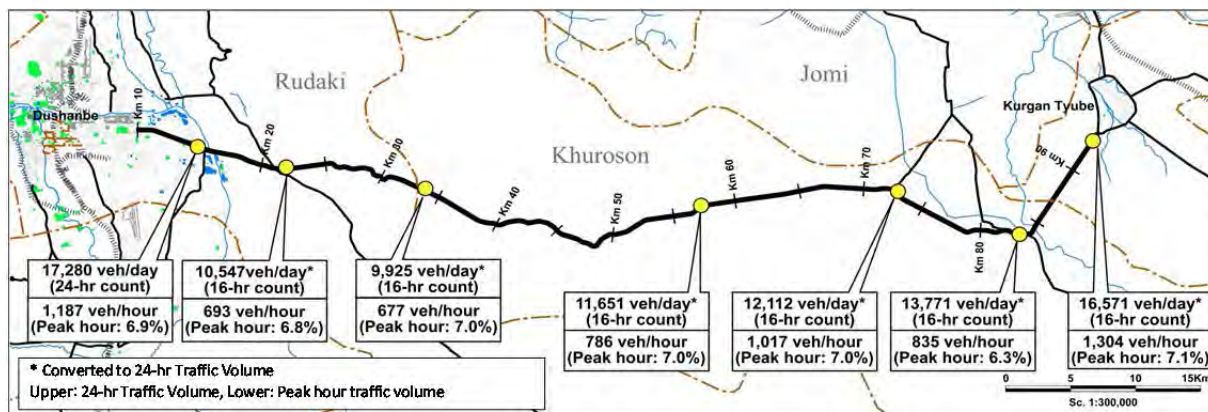 Rudaki
Jomi
Dushanbe
Km 10
Km 20
Km 30
Khuroson
Km 40
Km 50
Km 60
Km 70
Km 80
Km 90
Kurgan Tyube
17,280 veh/day
(24-hr count)
1,187 veh/hour
(Peak hour: 6.9%)
10,547veh/day*
(16-hr count)
693 veh/hour
(Peak hour: 6.8%)
9,925 veh/day*
(16-hr count)
677 veh/hour
(Peak hour: 7.0%)
11,651 veh/day*
(16-hr count)
786 veh/hour
(Peak hour: 7.0%)
12,112 veh/day*
(16-hr count)
1,017 veh/hour
(Peak hour: 7.0%)
13,771 veh/day*
(16-hr count)
835 veh/hour
(Peak hour: 6.3%)
16,571 veh/day*
(16-hr count)
1,304 veh/hour
(Peak hour: 7.1%)
* Converted to 24-hr Traffic Volume
Upper: 24-hr Traffic Volume, Lower: Peak hour traffic volume
0 5 10 15Km
Sc. 1:300,000